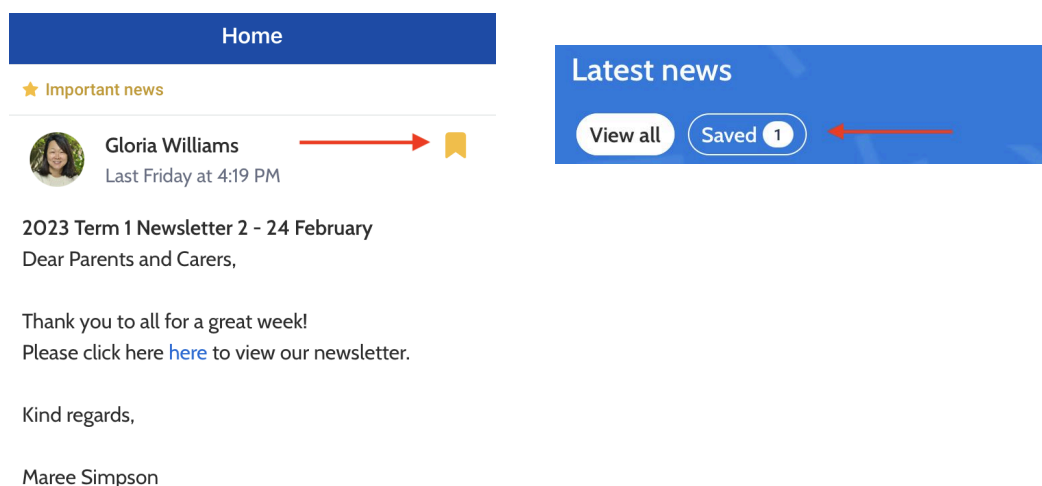 Home
Important news
Gloria Williams
Last Friday at 4:19 PM
2023 Term 1 Newsletter 2 - 24 February
Dear Parents and Carers,
Thank you to all for a great week!
Please click here here to view our newsletter.
Kind regards,
Maree Simpson
Latest news
View all
Saved 1